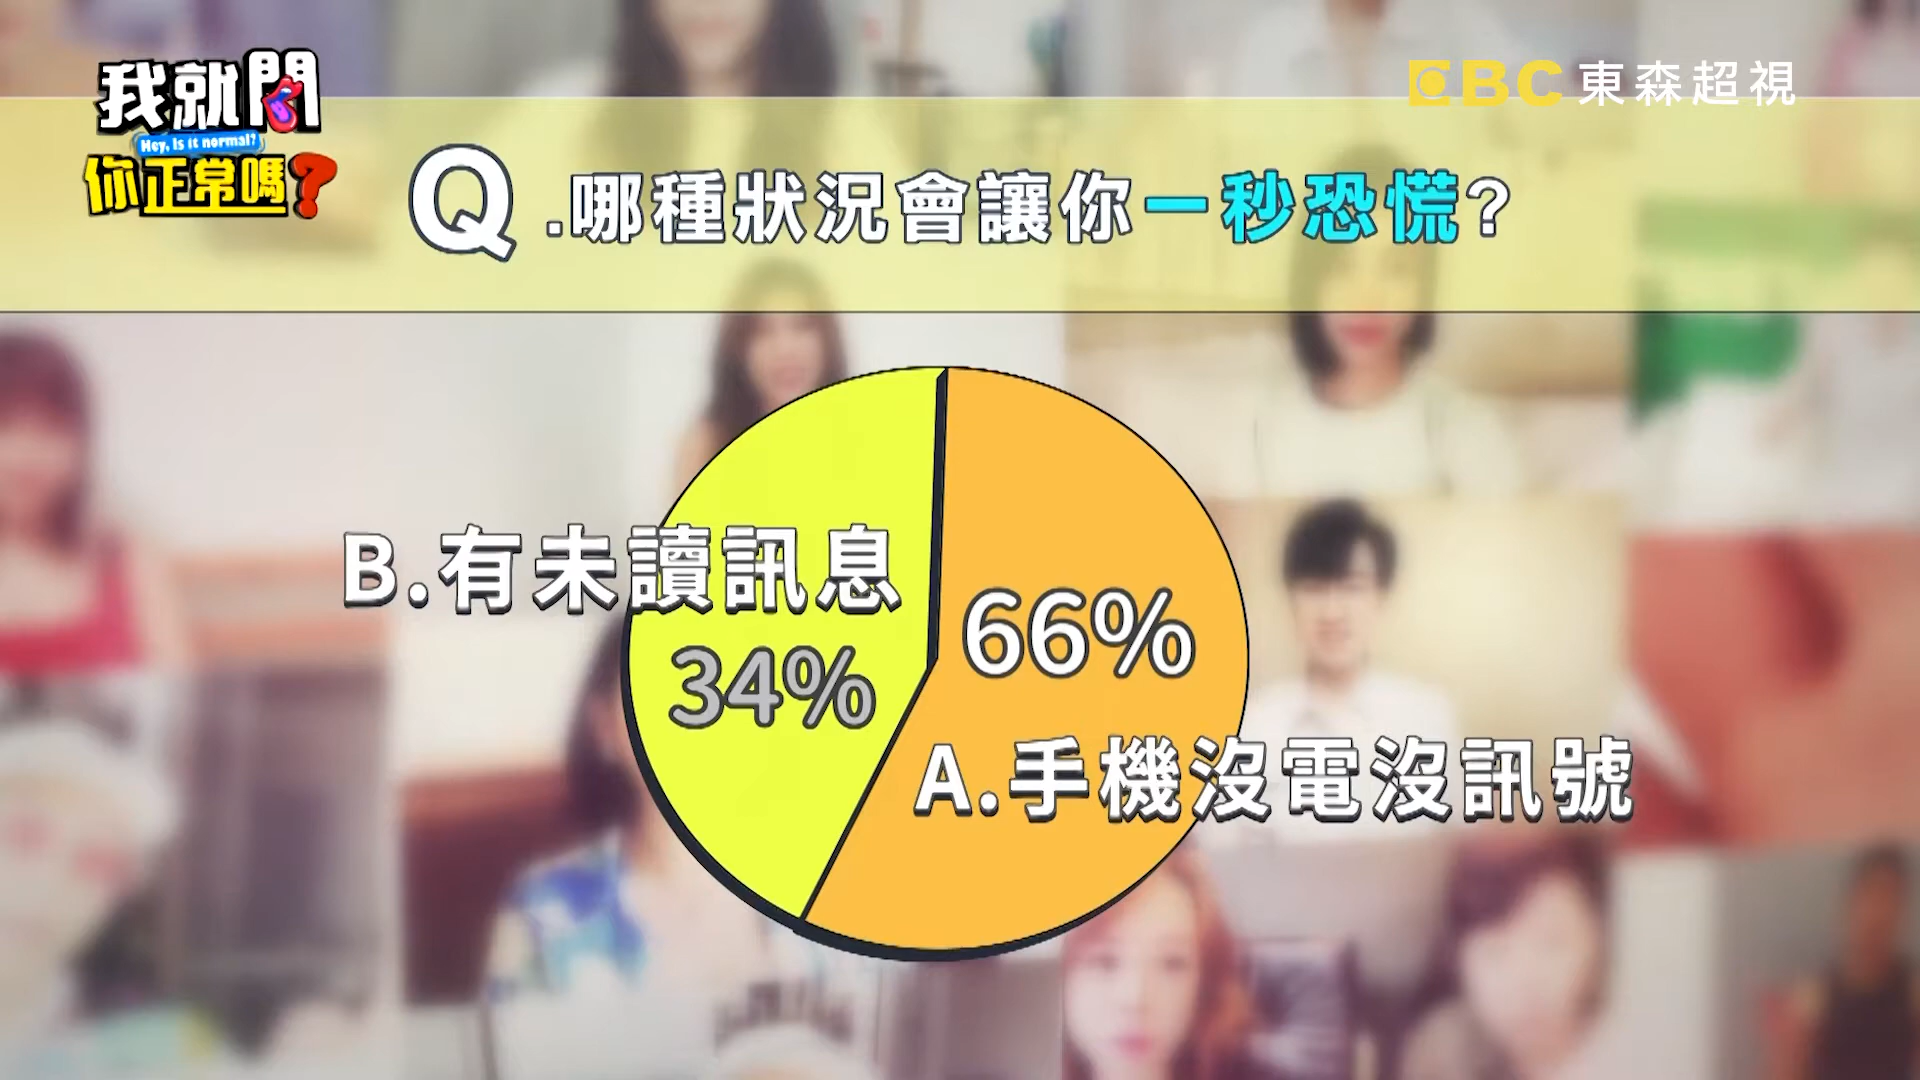 我就問
Hey, Is it normal?
你正常嗎?
EBC 東森超視
Q.哪種狀況會讓你一秒恐慌?
B.有未讀訊息
34%
66%
A.手機沒電沒訊號